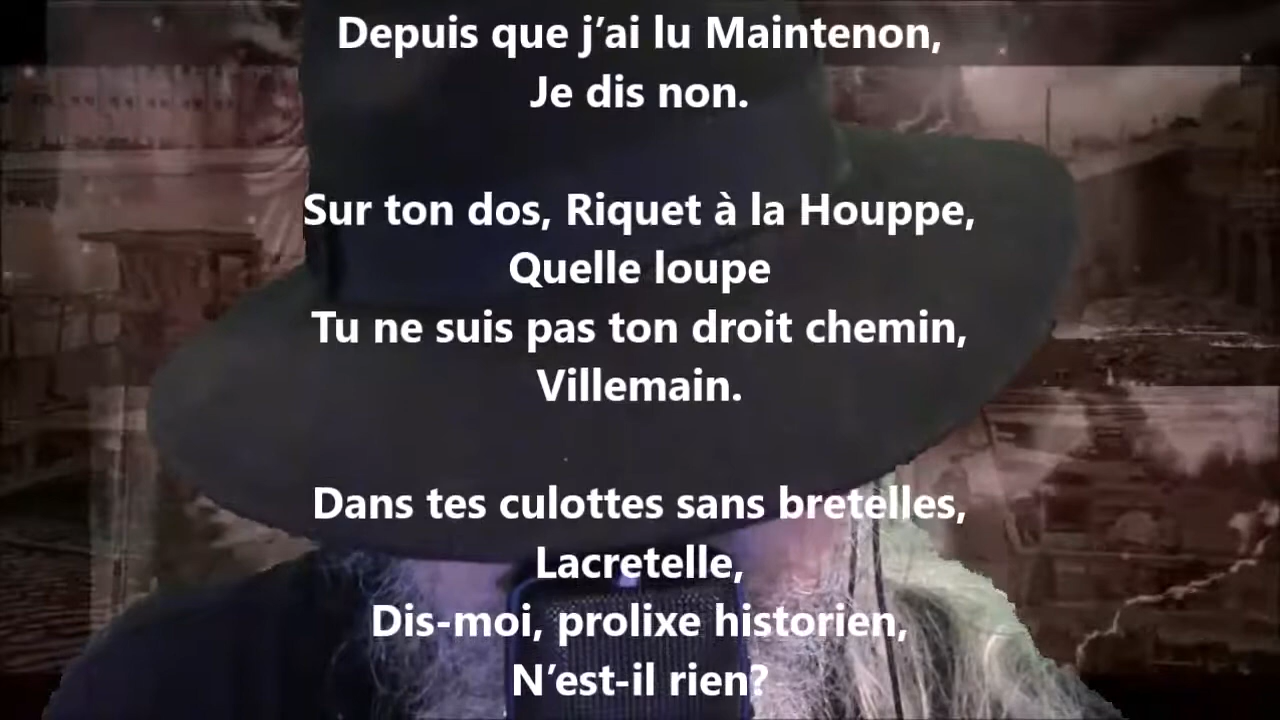 Depuis que j’ai lu Maintenon,
Je dis non.
Sur ton dos, Riquet à la Houppe,
Quelle loupe
Tu ne suis pas ton droit chemin,
Villemain.
Dans tes culottes sans bretelles,
Lacretelle,
Dis-moi, prolixe historien,
N’est-il rien?